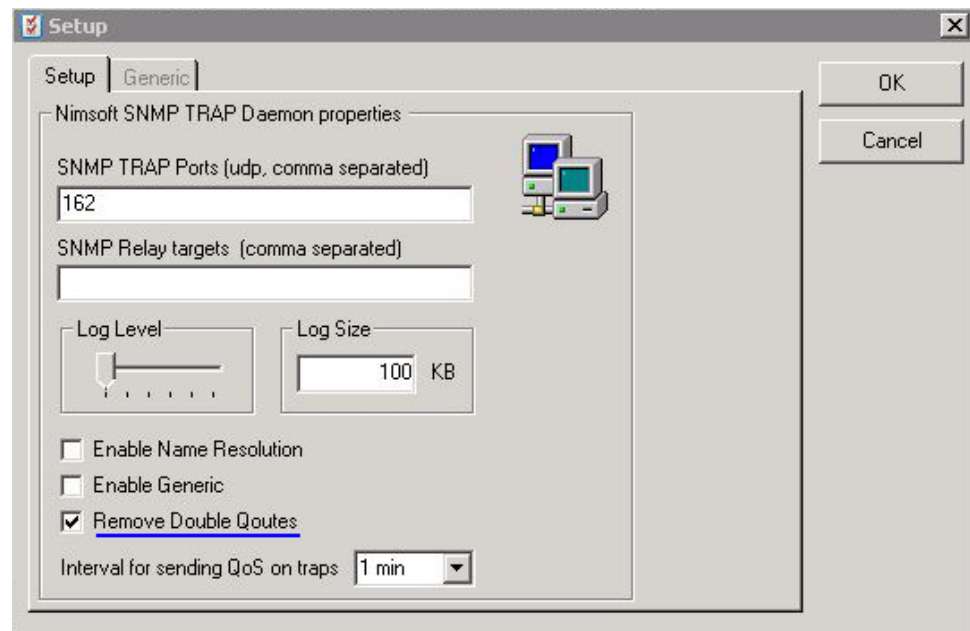 Setup
Setup Generic
OK
Cancel
Nimsoft SNMP TRAP Daemon properties
SNMP TRAP Ports (udp, comma separated)
162
SNMP Relay targets (comma separated)
Log Level
Log Size
100 KB
Enable Name Resolution
Enable Generic
Remove Double Qoutes
Interval for sending QoS on traps 1 min